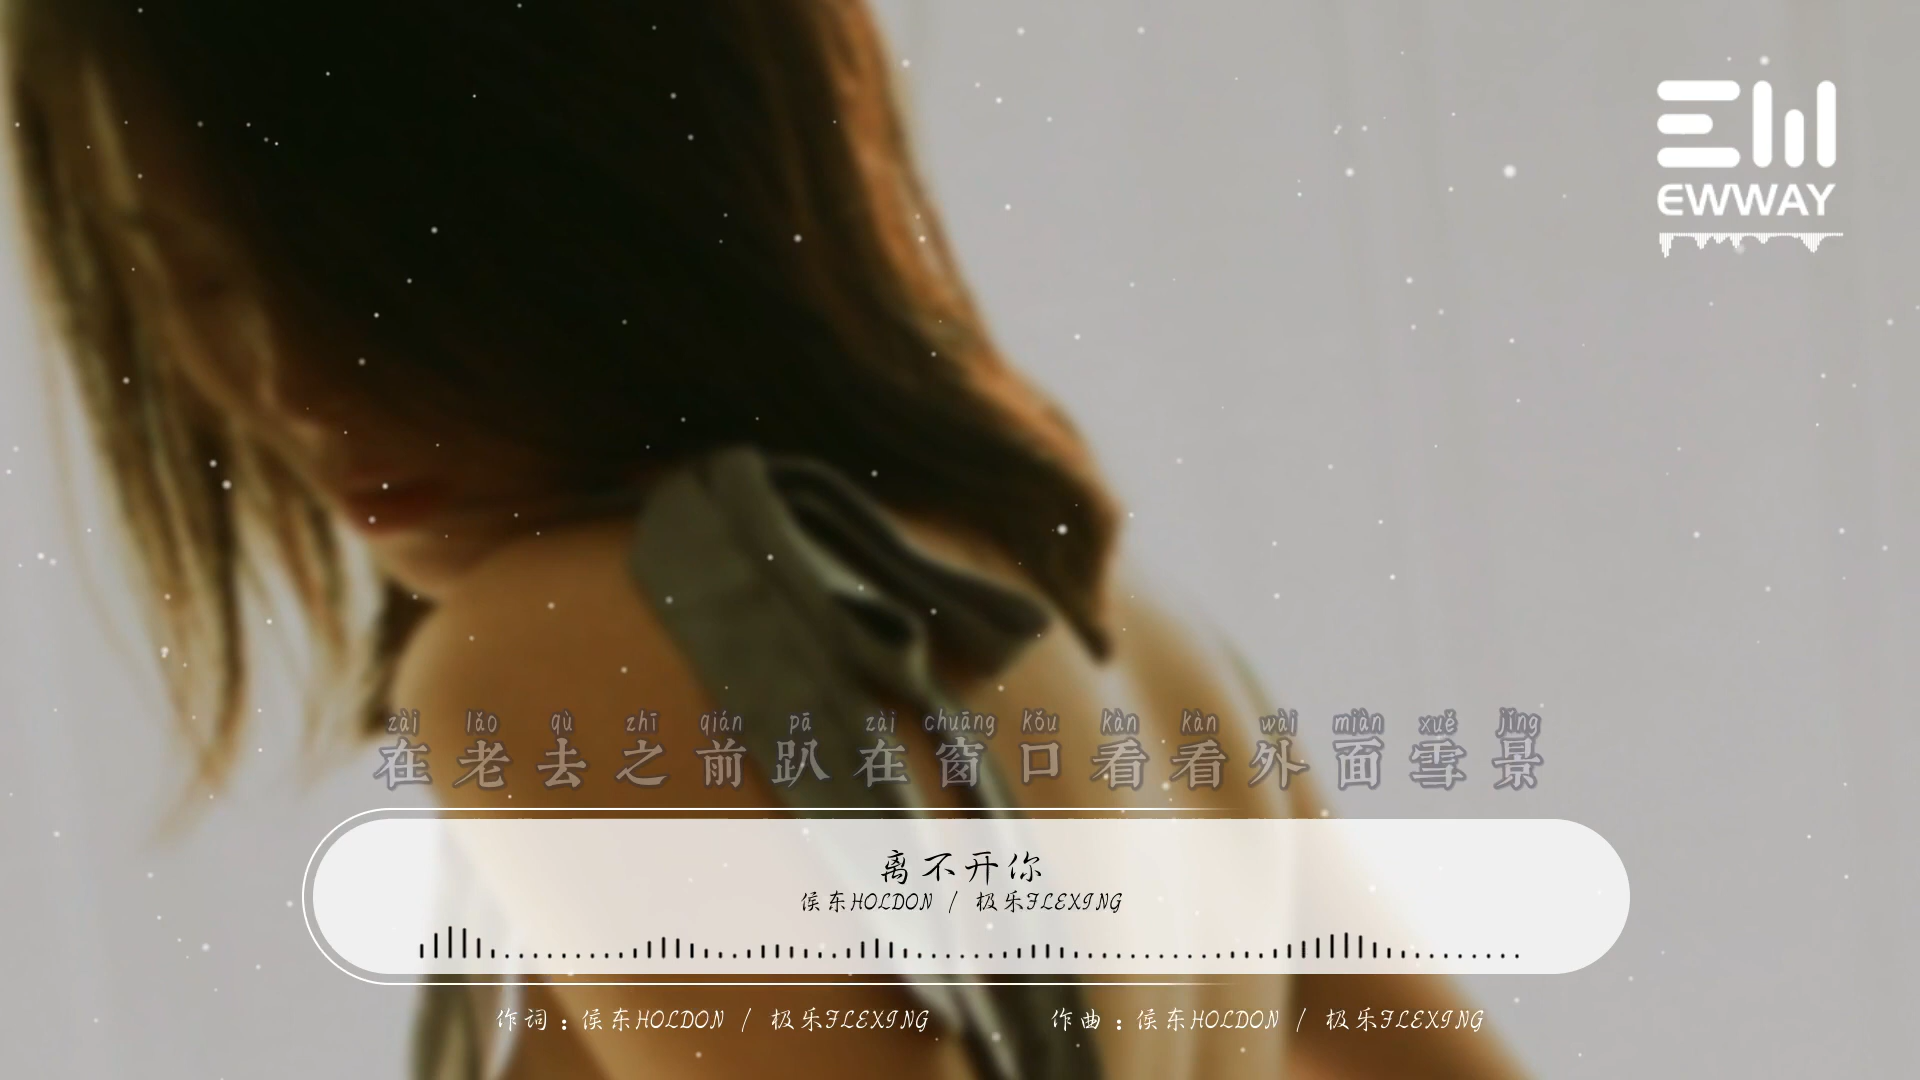 EW
EWWAY
zài lǎo qù zhī qián pā zài chuāng kǒu kàn kàn wài miàn xuě jǐng
在老去之前趴在窗口看看外面雪景
离不开你
侯东HOLDON / 极乐FLEXING
作词：侯东HOLDON / 极乐FLEXING 作曲：侯东HOLDON / 极乐FLEXING